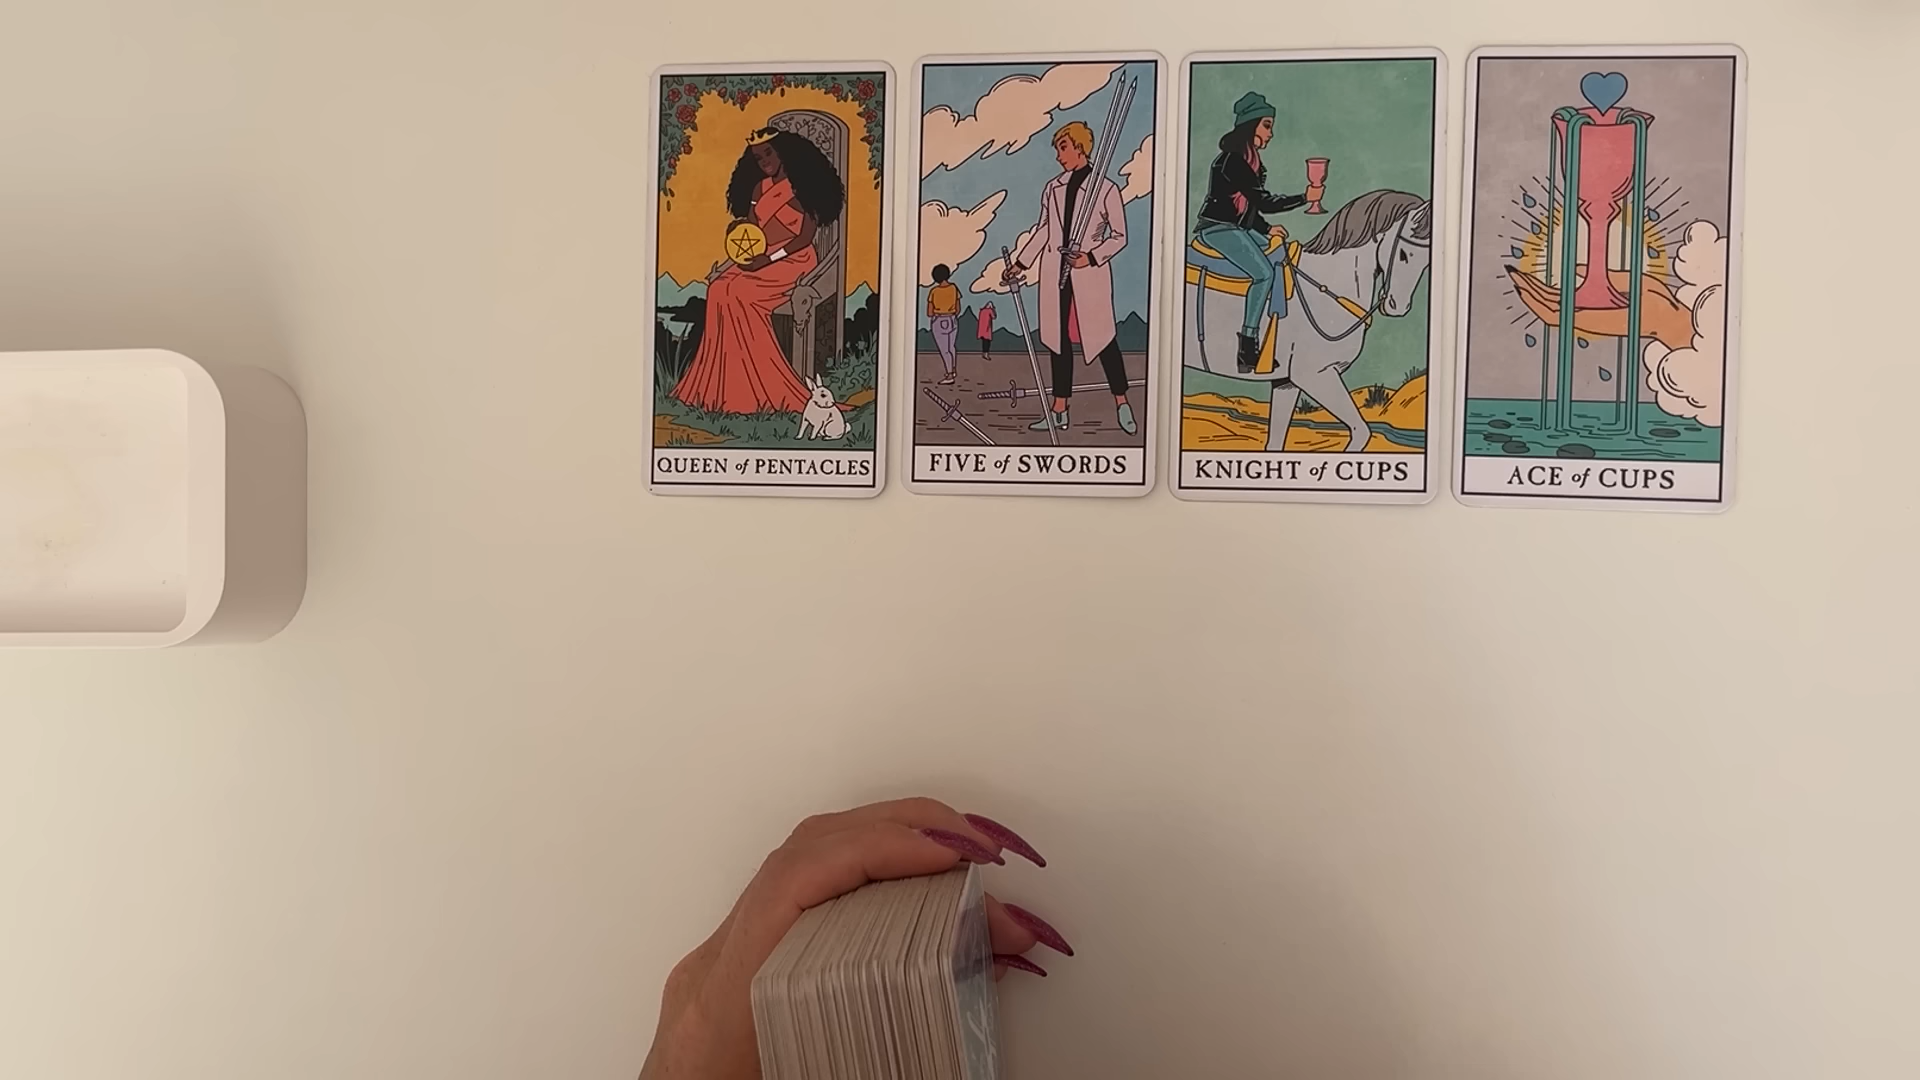 QUEEN of PENTACLES
FIVE of SWORDS
KNIGHT of CUPS
ACE of CUPS